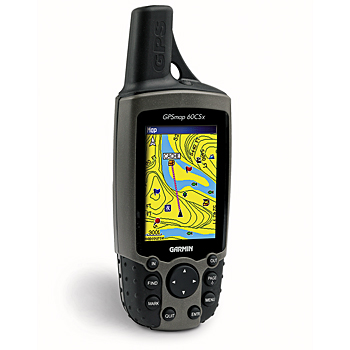 GPS
GPSmap 60CSx
Map
GARMIN
IN
OUT
FIND
PAGE
MARK
MENU
QUIT
ENTR